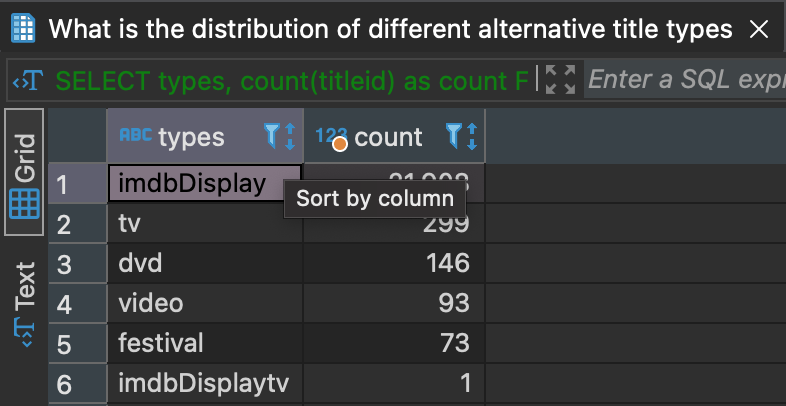 What is the distribution of different alternative title types
SELECT types, count(titleid) as count F
Enter a SQL expr
Grid
Text
ABC types
123 count
1 imdbDisplay
Sort by column
2 tv 299
3 dvd 146
4 video 93
5 festival 73
6 imdbDisplaytv 1